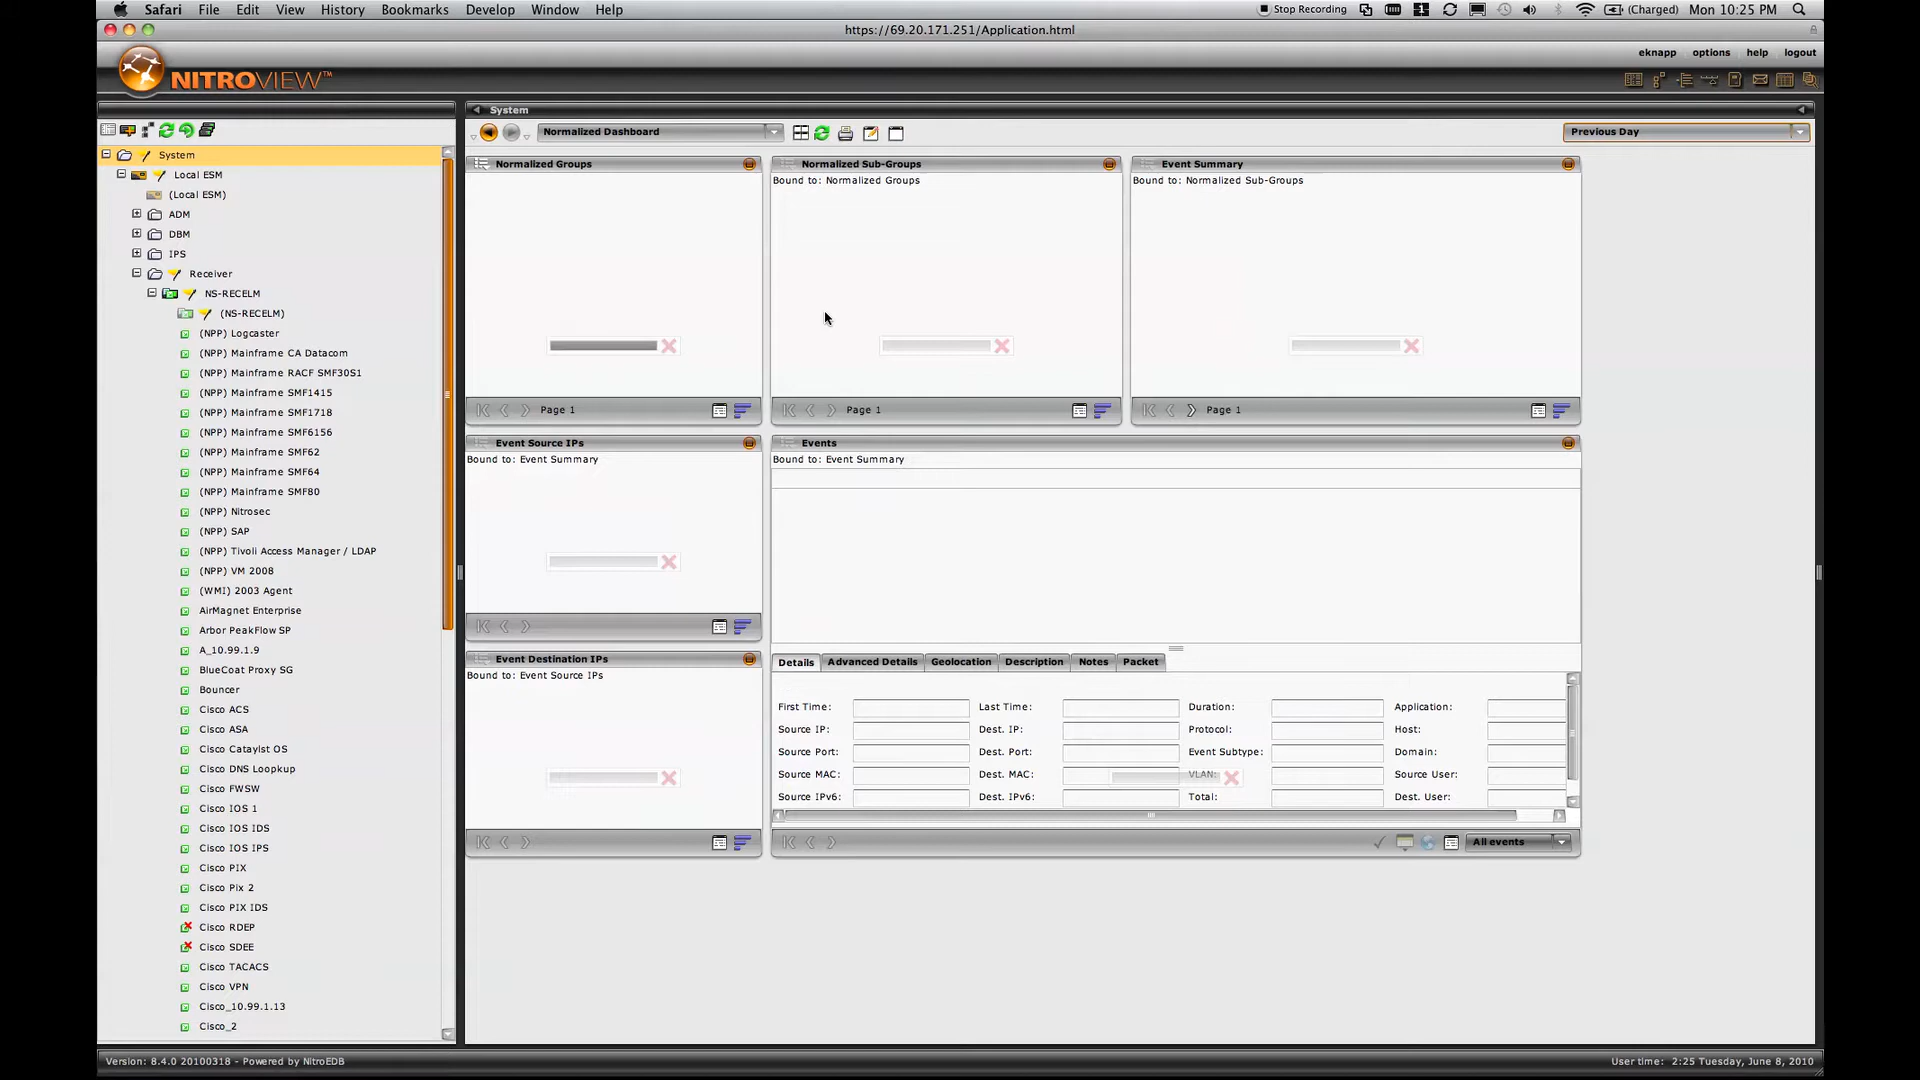 Safari File Edit View History Bookmarks Develop Window Help
Stop Recording 1 (Charged) Mon 10:25 PM
https://69.20.171.251/Application.html
eknapp options help logout
NITROVIEW™
System
Normalized Dashboard
Previous Day
System
Local ESM
(Local ESM)
ADM
DBM
IPS
Receiver
NS-RECELM
(NS-RECELM)
(NPP) Logcaster
(NPP) Mainframe CA Datacom
(NPP) Mainframe RACF SMF30S1
(NPP) Mainframe SMF1415
(NPP) Mainframe SMF1718
(NPP) Mainframe SMF6156
(NPP) Mainframe SMF62
(NPP) Mainframe SMF64
(NPP) Mainframe SMF80
(NPP) Nitrosec
(NPP) SAP
(NPP) Tivoli Access Manager / LDAP
(NPP) VM 2008
(WMI) 2003 Agent
AirMagnet Enterprise
Arbor PeakFlow SP
A_10.99.1.9
BlueCoat Proxy SG
Bouncer
Cisco ACS
Cisco ASA
Cisco Cataylst OS
Cisco DNS Loopkup
Cisco FWSW
Cisco IOS 1
Cisco IOS IDS
Cisco IOS IPS
Cisco PIX
Cisco Pix 2
Cisco PIX IDS
Cisco RDEP
Cisco SDEE
Cisco TACACS
Cisco VPN
Cisco_10.99.1.13
Cisco_2
Normalized Groups
Page 1
Normalized Sub-Groups
Bound to: Normalized Groups
Page 1
Event Summary
Bound to: Normalized Sub-Groups
Page 1
Event Source IPs
Bound to: Event Summary
Event Destination IPs
Bound to: Event Source IPs
Events
Bound to: Event Summary
Details Advanced Details Geolocation Description Notes Packet
First Time: Last Time: Duration: Application:
Source IP: Dest. IP: Protocol: Host:
Source Port: Dest. Port: Event Subtype: Domain:
Source MAC: Dest. MAC: VLAN: Source User:
Source IPv6: Dest. IPv6: Total: Dest. User:
All events
Version: 8.4.0 20100318 - Powered by NitroEDB
User time: 2:25 Tuesday, June 8, 2010